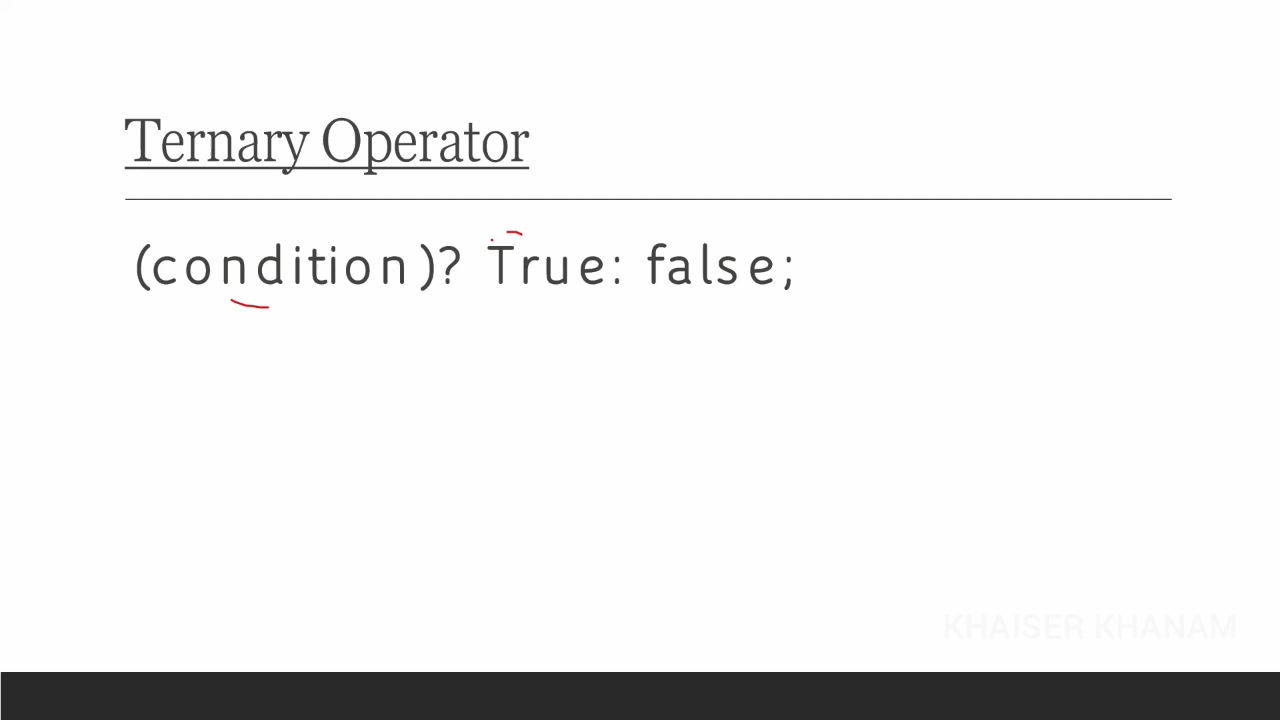 Ternary Operator
(condition)? True: false;
KHAISER KHANAM